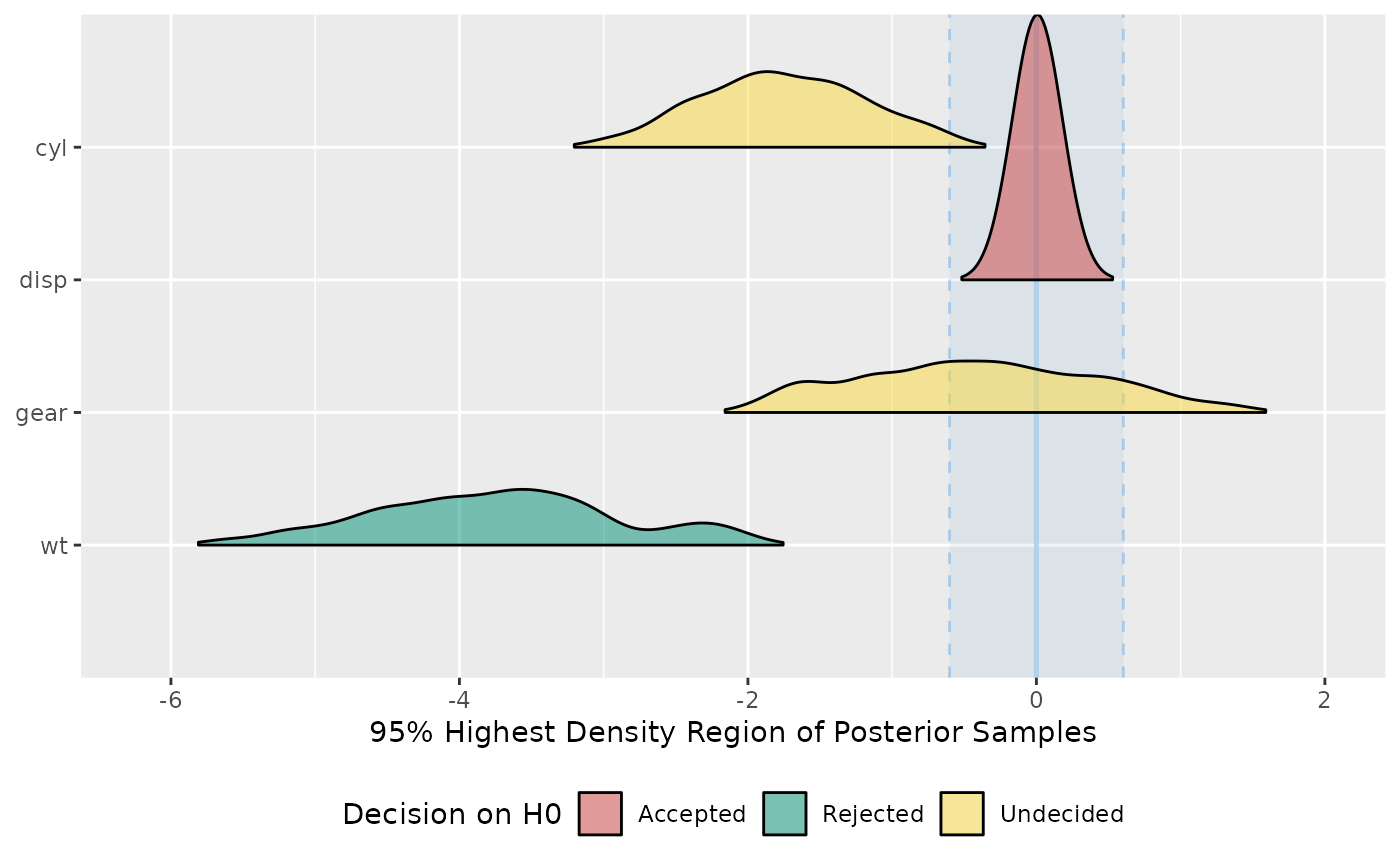 cyl
disp
gear
wt
-6 -4 -2 0 2
95% Highest Density Region of Posterior Samples
Decision on H0 Accepted Rejected Undecided